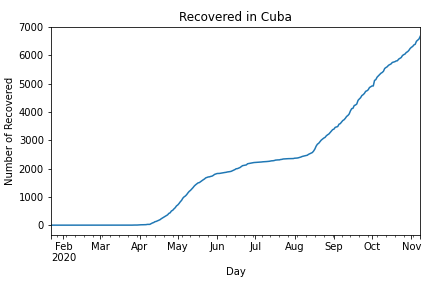 Recovered in Cuba
Number of Recovered
7000
6000
5000
4000
3000
2000
1000
0
Feb Mar Apr May Jun Jul Aug Sep Oct Nov
2020
Day